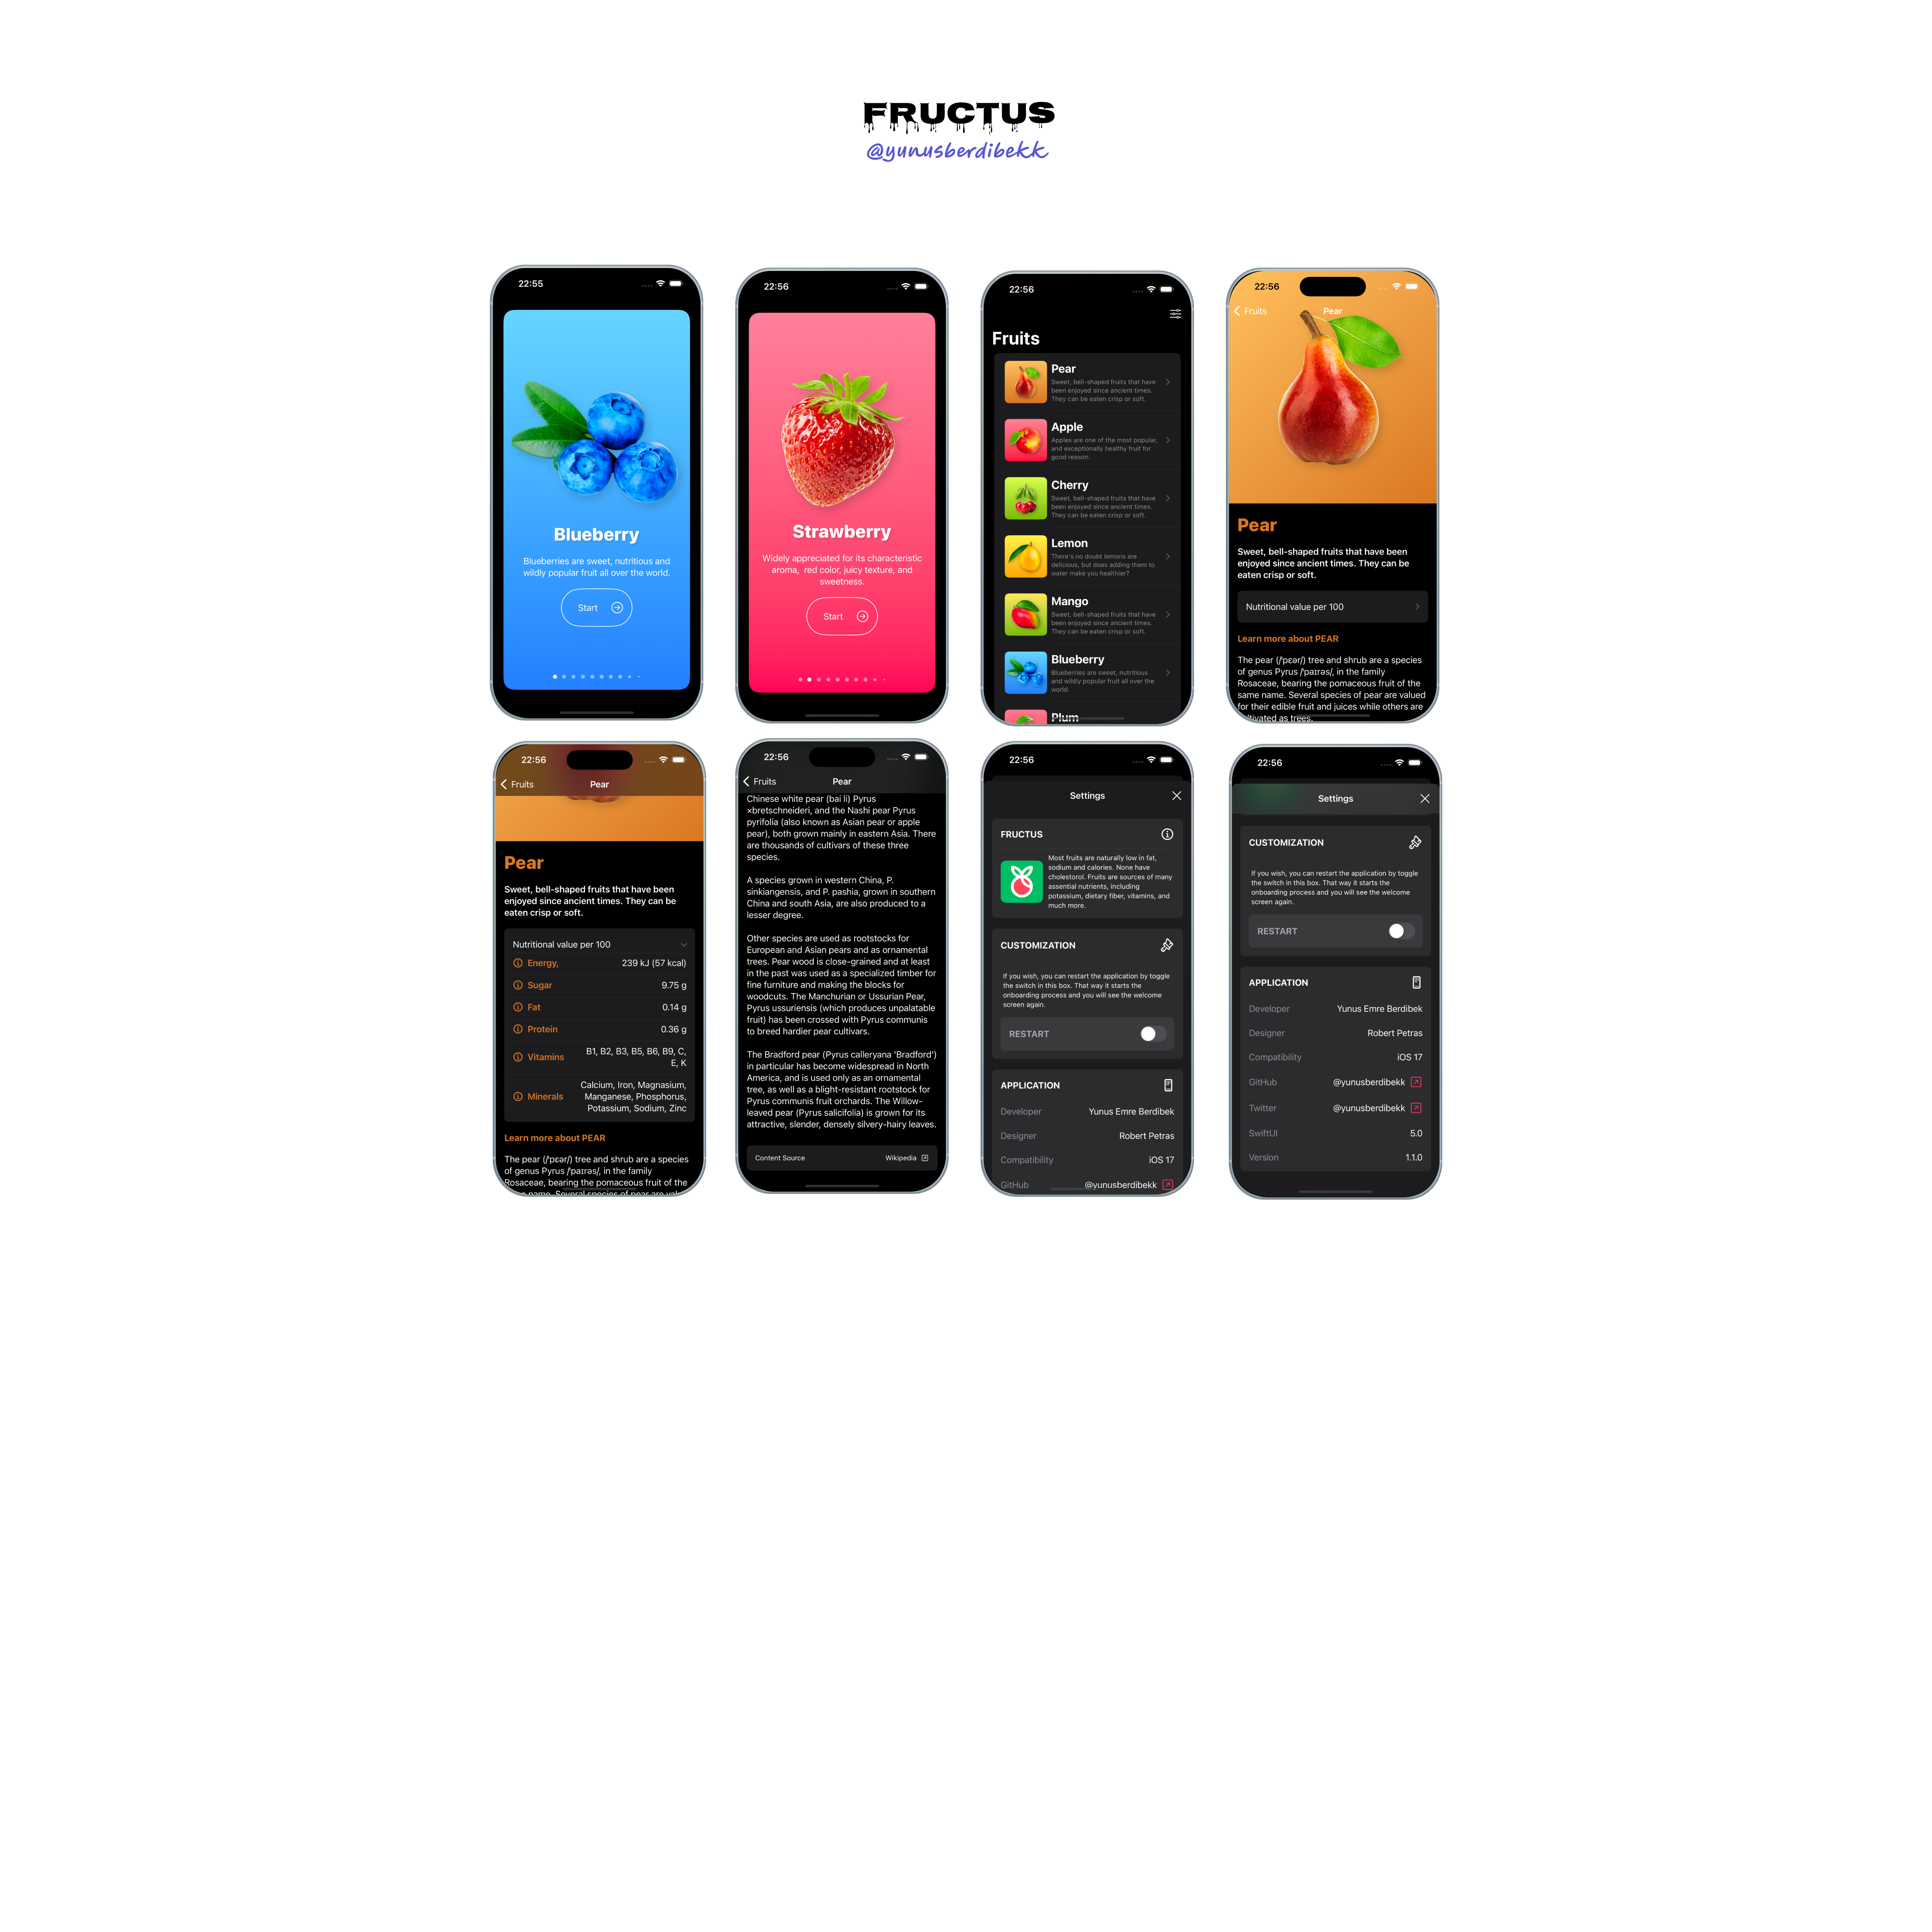 FRUCTUS
@yunusberdibekk
22:55
Blueberry
Blueberries are sweet, nutritious and
wildly popular fruit all over the world.
Start
22:56
Strawberry
Widely appreciated for its characteristic
aroma,  red color, juicy texture, and
sweetness.
Start
22:56
Fruits
Pear
Sweet, bell-shaped fruits that have
been enjoyed since ancient times.
They can be eaten crisp or soft.
Apple
Apples are one of the most popular,
and exceptionally healthy fruit for
good reason.
Cherry
Sweet, bell-shaped fruits that have
been enjoyed since ancient times.
They can be eaten crisp or soft.
Lemon
There's no doubt lemons are
delicious, but does adding them to
water make you healthier?
Mango
Sweet, bell-shaped fruits that have
been enjoyed since ancient times.
They can be eaten crisp or soft.
Blueberry
Blueberries are sweet, nutritious
and wildly popular fruit all over the
world.
Plum
22:56
Fruits
Pear
Pear
Sweet, bell-shaped fruits that have been
enjoyed since ancient times. They can be
eaten crisp or soft.
Nutritional value per 100
Learn more about PEAR
The pear (/ˈpɛər/) tree and shrub are a species
of genus Pyrus /ˈpaɪrəs/, in the family
Rosaceae, bearing the pomaceous fruit of the
same name. Several species of pear are valued
for their edible fruit and juices while others are
cultivated as trees.
22:56
Fruits
Pear
Pear
Sweet, bell-shaped fruits that have been
enjoyed since ancient times. They can be
eaten crisp or soft.
Nutritional value per 100
Energy,
239 kJ (57 kcal)
Sugar
9.75 g
Fat
0.14 g
Protein
0.36 g
Vitamins
B1, B2, B3, B5, B6, B9, C,
E, K
Minerals
Calcium, Iron, Magnasium,
Manganese, Phosphorus,
Potassium, Sodium, Zinc
Learn more about PEAR
The pear (/ˈpɛər/) tree and shrub are a species
of genus Pyrus /ˈpaɪrəs/, in the family
Rosaceae, bearing the pomaceous fruit of the
name. Several species of pear are
22:56
Fruits
Pear
Chinese white pear (bai li) Pyrus
×bretschneideri, and the Nashi pear Pyrus
pyrifolia (also known as Asian pear or apple
pear), both grown mainly in eastern Asia. There
are thousands of cultivars of these three
species.
A species grown in western China, P.
sinkiangensis, and P. pashia, grown in southern
China and south Asia, are also produced to a
lesser degree.
Other species are used as rootstocks for
European and Asian pears and as ornamental
trees. Pear wood is close-grained and at least
in the past was used as a specialized timber for
fine furniture and making the blocks for
woodcuts. The Manchurian or Ussurian Pear,
Pyrus ussuriensis (which produces unpalatable
fruit) has been crossed with Pyrus communis
to breed hardier pear cultivars.
The Bradford pear (Pyrus calleryana 'Bradford')
in particular has become widespread in North
America, and is used only as an ornamental
tree, as well as a blight-resistant rootstock for
Pyrus communis fruit orchards. The Willow-
leaved pear (Pyrus salicifolia) is grown for its
attractive, slender, densely silvery-hairy leaves.
Content Source
Wikipedia
22:56
Settings
FRUCTUS
Most fruits are naturally low in fat,
sodium and calories. None have
cholesterol. Fruits are sources of many
essential nutrients, including
potassium, dietary fiber, vitamins, and
much more.
CUSTOMIZATION
If you wish, you can restart the application by toggle
the switch in this box. That way it starts the
onboarding process and you will see the welcome
screen again.
RESTART
APPLICATION
Developer
Yunus Emre Berdibek
Designer
Robert Petras
Compatibility
iOS 17
GitHub
@yunusberdibekk
22:56
Settings
CUSTOMIZATION
If you wish, you can restart the application by toggle
the switch in this box. That way it starts the
onboarding process and you will see the welcome
screen again.
RESTART
APPLICATION
Developer
Yunus Emre Berdibek
Designer
Robert Petras
Compatibility
iOS 17
GitHub
@yunusberdibekk
Twitter
@yunusberdibekk
SwiftUI
5.0
Version
1.1.0